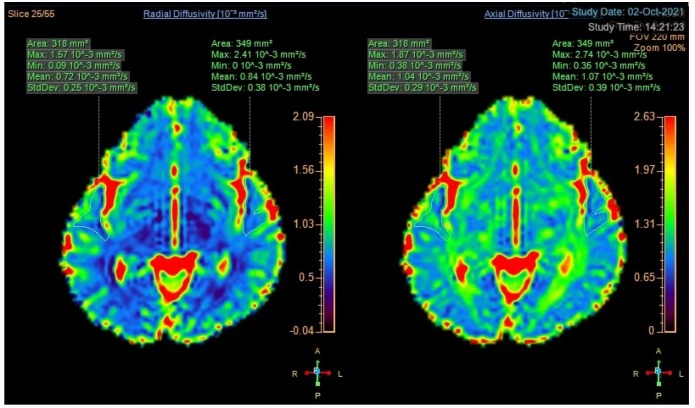 Slice 25/55
Radial Diffusivity [10⁻³ mm²/s]
Axial Diffusivity [10⁻
Study Date: 02-Oct-2021
Study Time: 14:21:23
FOV 220 mm
Zoom 100%
Area: 318 mm²
Max: 1.57 10^-3 mm²/s
Min: 0.09 10^-3 mm²/s
Mean: 0.72 10^-3 mm²/s
StdDev: 0.25 10^-3 mm²/s
Area: 349 mm²
Max: 2.41 10^-3 mm²/s
Min: 0 10^-3 mm²/s
Mean: 0.84 10^-3 mm²/s
StdDev: 0.38 10^-3 mm²/s
Area: 318 mm²
Max: 1.87 10^-3 mm²/s
Min: 0.38 10^-3 mm²/s
Mean: 1.04 10^-3 mm²/s
StdDev: 0.29 10^-3 mm²/s
Area: 349 mm²
Max: 2.74 10^-3 mm²/s
Min: 0.35 10^-3 mm²/s
Mean: 1.07 10^-3 mm²/s
StdDev: 0.39 10^-3 mm²/s
2.09
1.56
1.03
0.5
-0.04
2.63
1.97
1.31
0.65
0
A
R
L
P
A
R
L
P